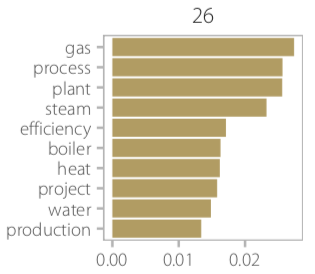 26
gas
process
plant
steam
efficiency
boiler
heat
project
water
production
0.00 0.01 0.02